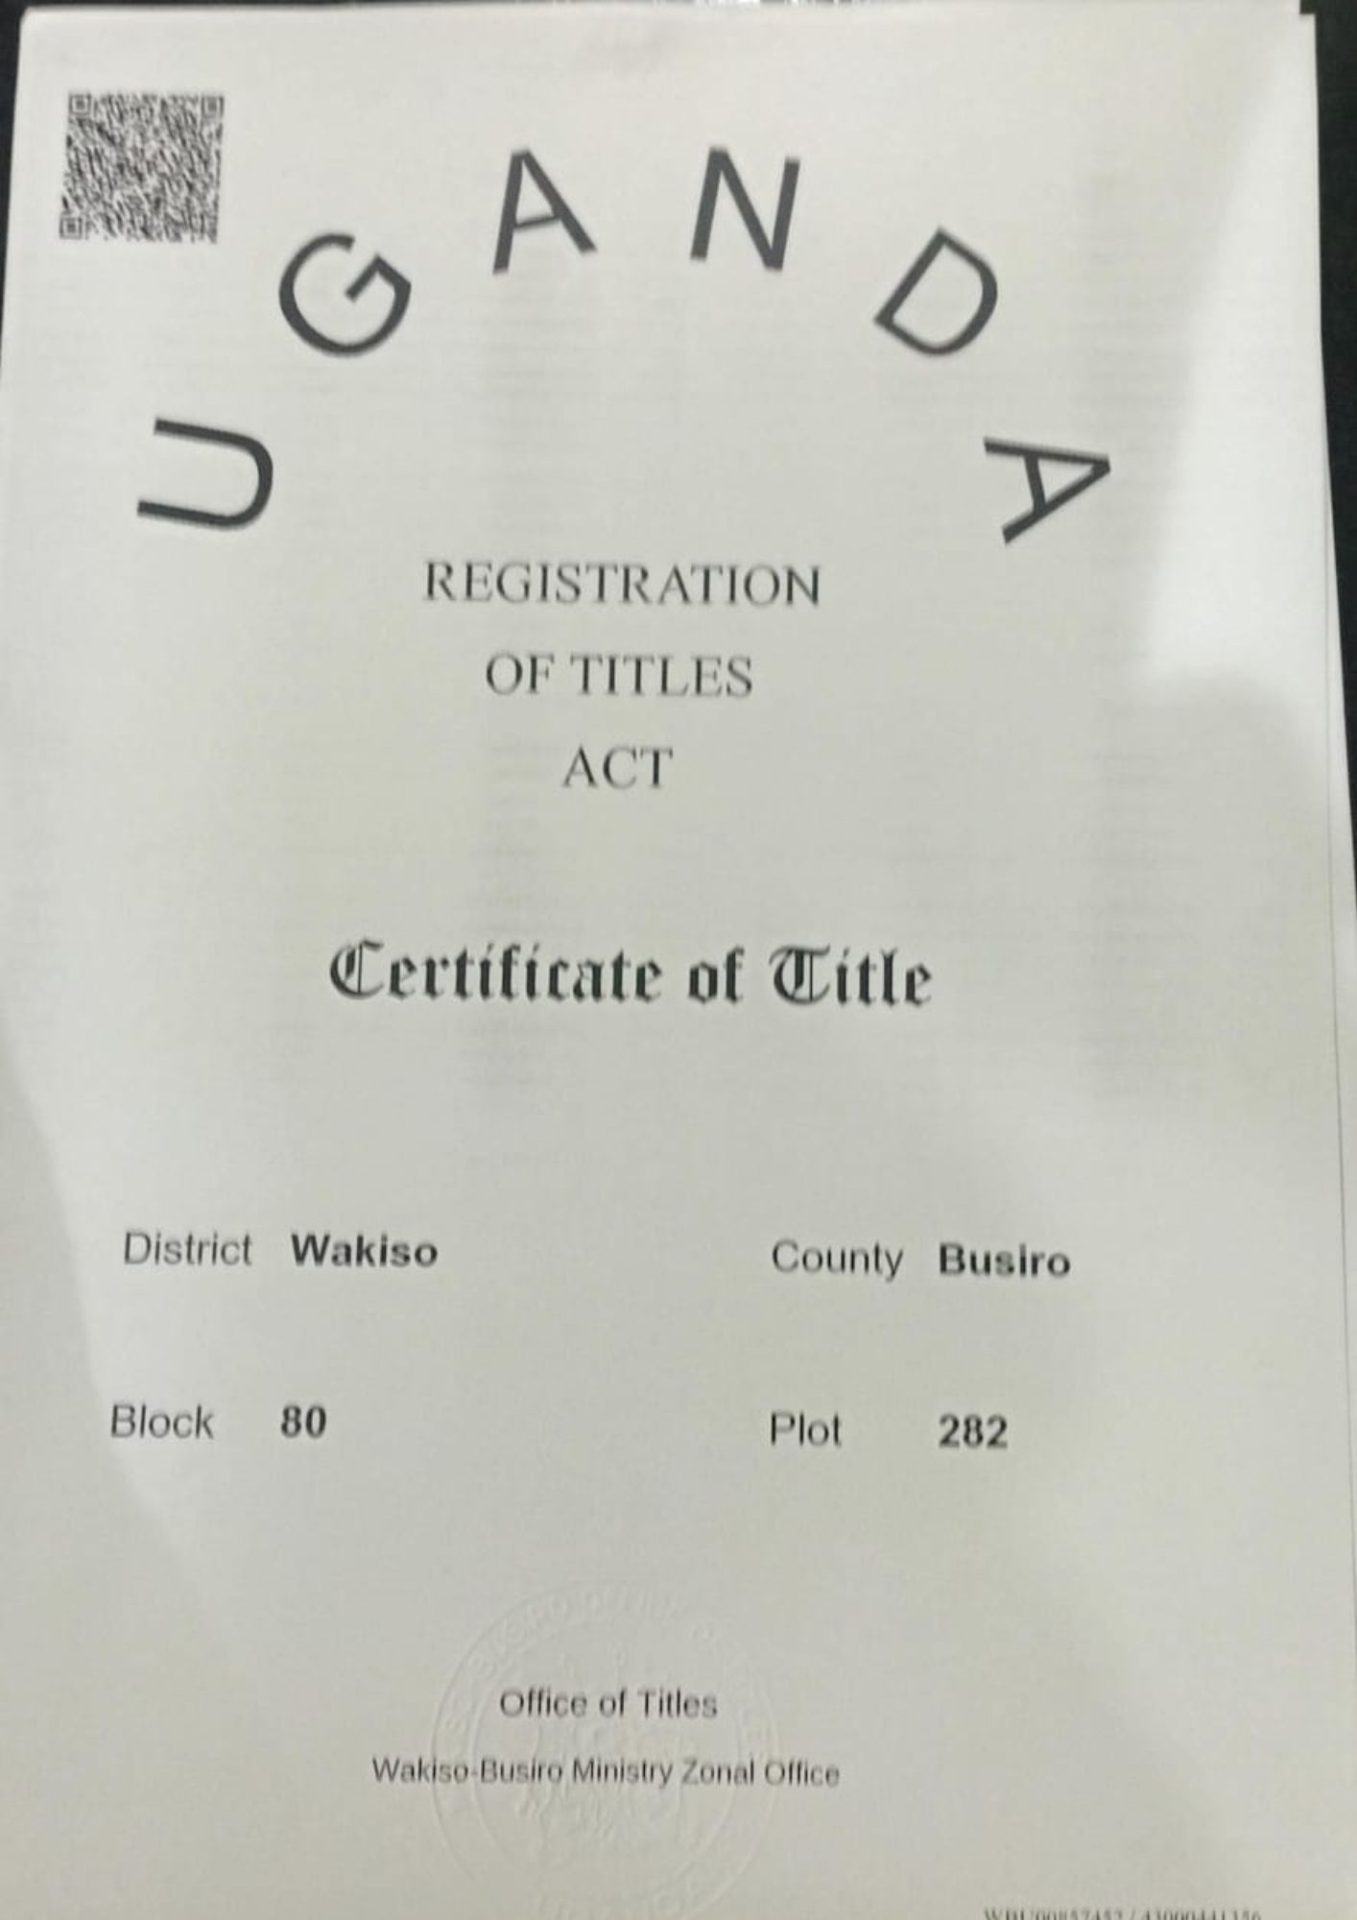 UGANDA
REGISTRATION
OF TITLES
ACT
Certificate of Title
District Wakiso County Busiro
Block 80 Plot 282
Office of Titles
Wakiso-Busiro Ministry Zonal Office